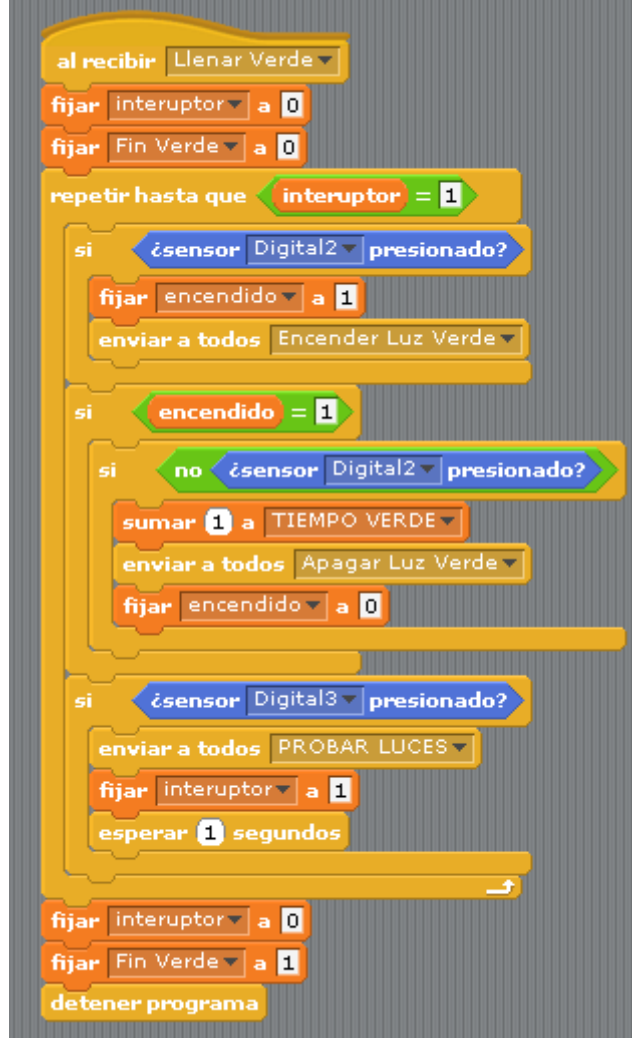 al recibir Llenar Verde
fijar interuptor a 0
fijar Fin Verde a 0
repetir hasta que interuptor = 1
si ¿sensor Digital2 presionado?
fijar encendido a 1
enviar a todos Encender Luz Verde
si encendido = 1
si no ¿sensor Digital2 presionado?
sumar 1 a TIEMPO VERDE
enviar a todos Apagar Luz Verde
fijar encendido a 0
si ¿sensor Digital3 presionado?
enviar a todos PROBAR LUCES
fijar interuptor a 1
esperar 1 segundos
fijar interuptor a 0
fijar Fin Verde a 1
detener programa